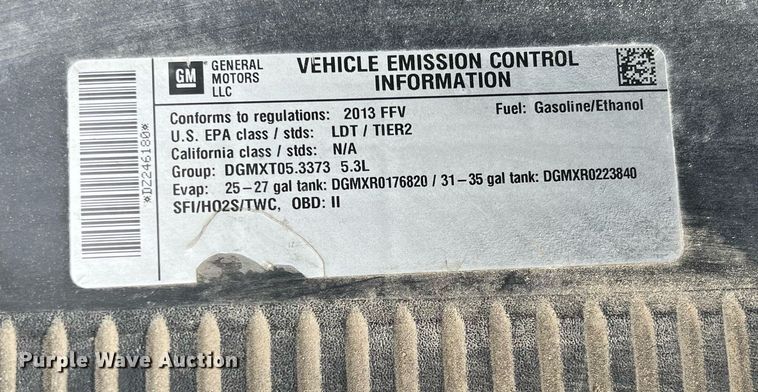 GM
GENERAL
MOTORS
LLC
VEHICLE EMISSION CONTROL
INFORMATION
Conforms to regulations: 2013 FFV
Fuel: Gasoline/Ethanol
U.S. EPA class / stds: LDT / TIER2
California class / stds: N/A
Group: DGMXT05.3373 5.3L
Evap: 25-27 gal tank: DGMXR0176820 / 31-35 gal tank: DGMXR0223840
SFI/HO2S/TWC, OBD: II
*DZ246180*
Purple Wave Auction